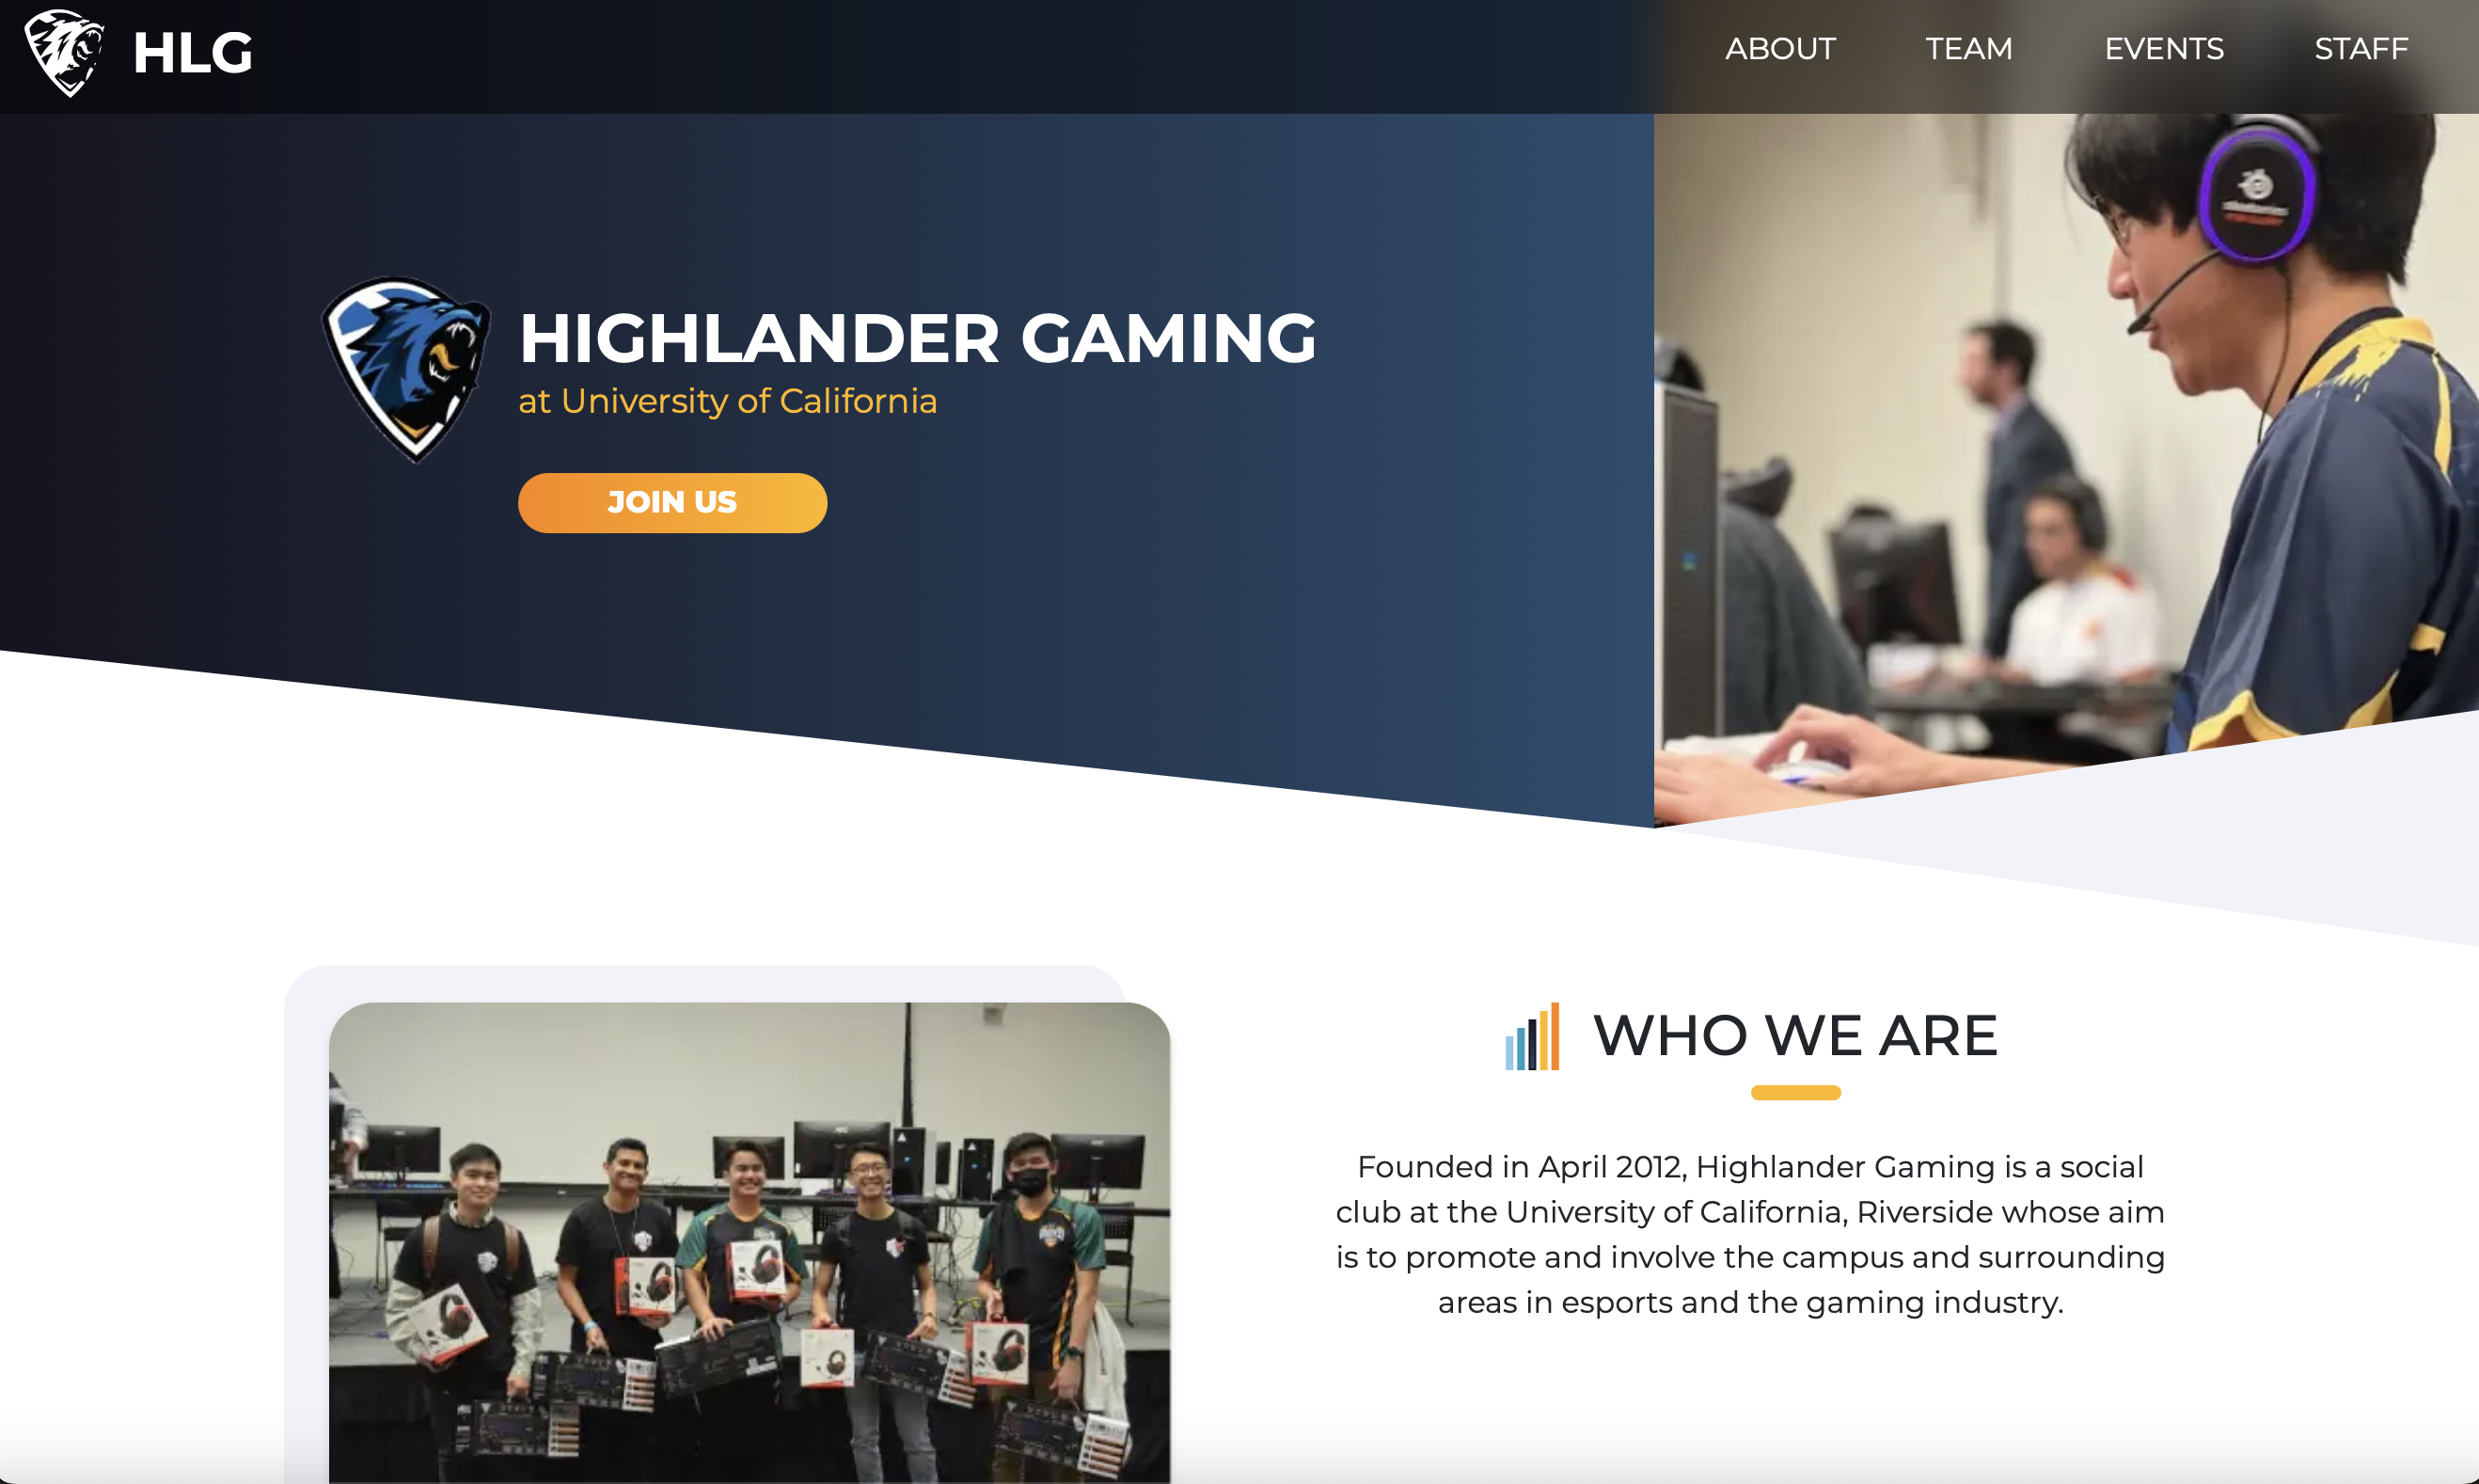 HLG
ABOUT
TEAM
EVENTS
STAFF
HIGHLANDER GAMING
at University of California
JOIN US
WHO WE ARE
Founded in April 2012, Highlander Gaming is a social
club at the University of California, Riverside whose aim
is to promote and involve the campus and surrounding
areas in esports and the gaming industry.